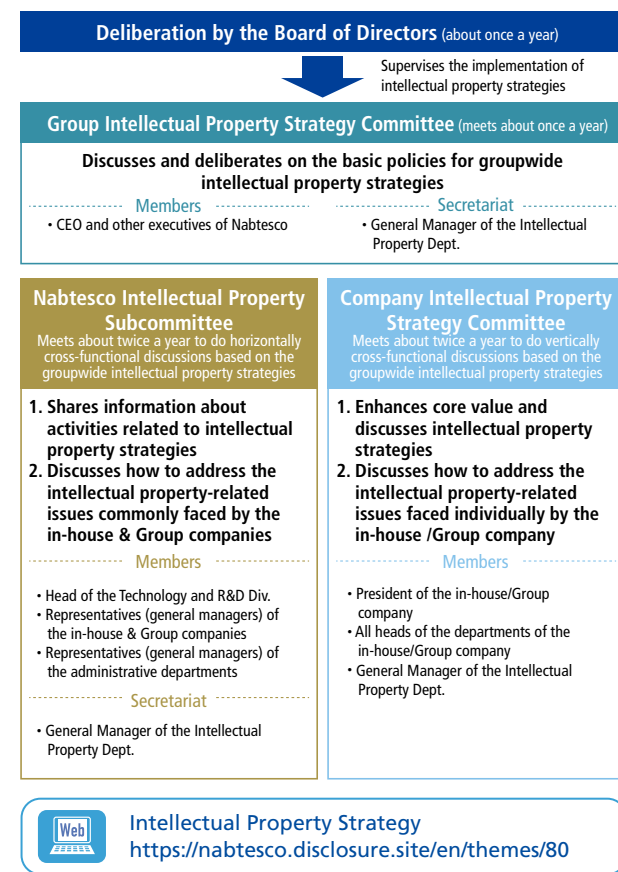 Deliberation by the Board of Directors (about once a year)
Supervises the implementation of
intellectual property strategies
Group Intellectual Property Strategy Committee (meets about once a year)
Discusses and deliberates on the basic policies for groupwide
intellectual property strategies
Members
• CEO and other executives of Nabtesco
Secretariat
• General Manager of the Intellectual
Property Dept.
Nabtesco Intellectual Property
Subcommittee
Meets about twice a year to do horizontally
cross-functional discussions based on the
groupwide intellectual property strategies
1. Shares information about
activities related to intellectual
property strategies
2. Discusses how to address the
intellectual property-related
issues commonly faced by the
in-house & Group companies
Members
• Head of the Technology and R&D Div.
• Representatives (general managers) of
the in-house & Group companies
• Representatives (general managers) of
the administrative departments
Secretariat
• General Manager of the Intellectual
Property Dept.
Company Intellectual Property
Strategy Committee
Meets about twice a year to do vertically
cross-functional discussions based on the
groupwide intellectual property strategies
1. Enhances core value and
discusses intellectual property
strategies
2. Discusses how to address the
intellectual property-related
issues faced individually by the
in-house /Group company
Members
• President of the in-house/Group
company
• All heads of the departments of the
in-house/Group company
• General Manager of the Intellectual
Property Dept.
Web
Intellectual Property Strategy
https://nabtesco.disclosure.site/en/themes/80